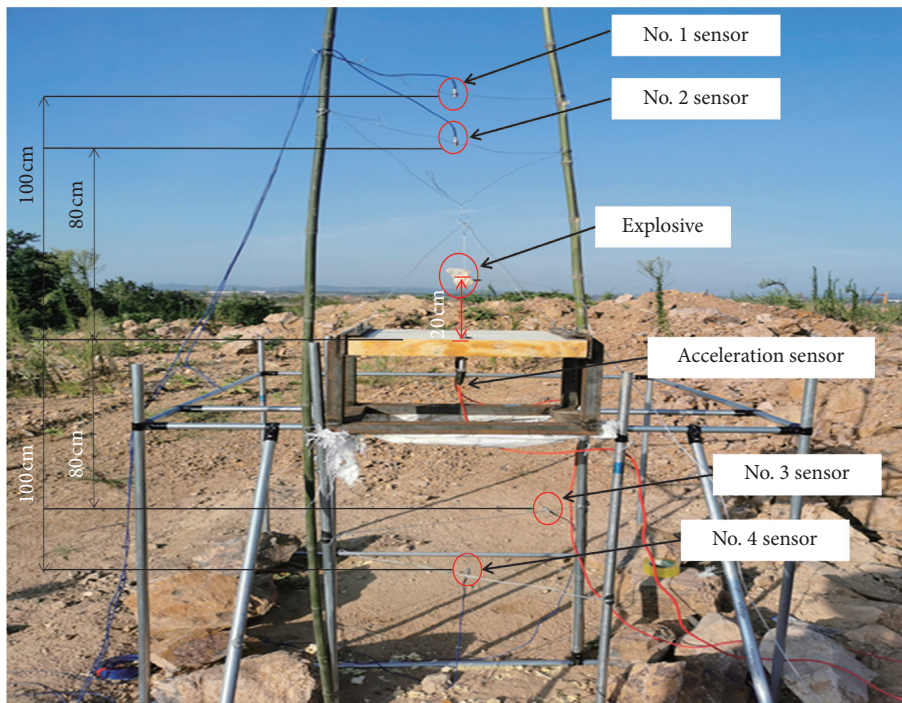 No. 1 sensor
No. 2 sensor
100 cm
80 cm
Explosive
20 cm
Acceleration sensor
80 cm
100 cm
No. 3 sensor
No. 4 sensor